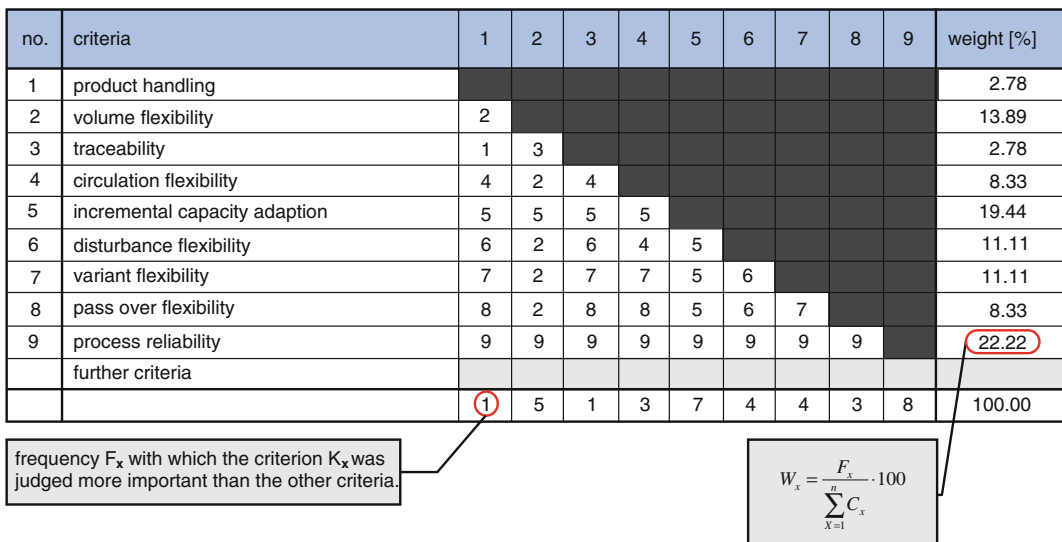 no. criteria 1 2 3 4 5 6 7 8 9 weight [%]
1 product handling 2.78
2 volume flexibility 2 13.89
3 traceability 1 3 2.78
4 circulation flexibility 4 2 4 8.33
5 incremental capacity adaption 5 5 5 5 19.44
6 disturbance flexibility 6 2 6 4 5 11.11
7 variant flexibility 7 2 7 7 5 6 11.11
8 pass over flexibility 8 2 8 8 5 6 7 8.33
9 process reliability 9 9 9 9 9 9 9 9 22.22
further criteria
1 5 1 3 7 4 4 3 8 100.00
frequency Fx with which the criterion Kx was
judged more important than the other criteria.
W_x = F_x / ∑_{X=1}^{n} C_x · 100